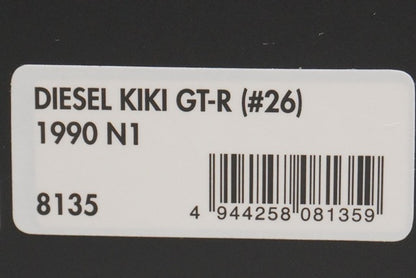 DIESEL KIKI GT-R (#26)
1990 N1
8135
4 944258 081359